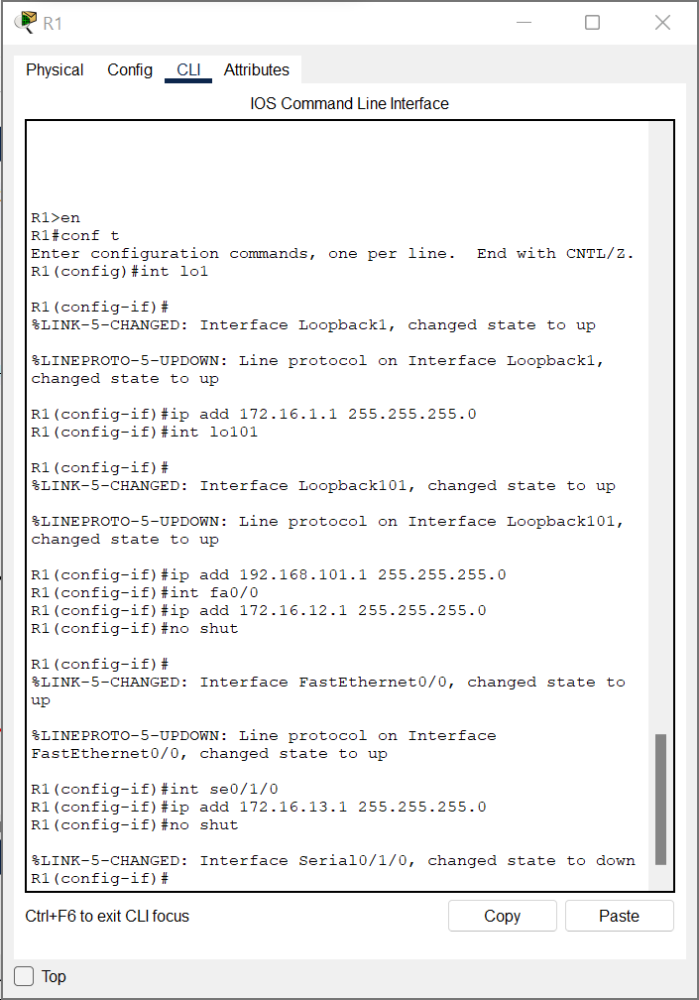 R1
Physical Config CLI Attributes
IOS Command Line Interface
R1>en
R1#conf t
Enter configuration commands, one per line.  End with CNTL/Z.
R1(config)#int lo1
R1(config-if)#
%LINK-5-CHANGED: Interface Loopback1, changed state to up
%LINEPROTO-5-UPDOWN: Line protocol on Interface Loopback1,
changed state to up
R1(config-if)#ip add 172.16.1.1 255.255.255.0
R1(config-if)#int lo101
R1(config-if)#
%LINK-5-CHANGED: Interface Loopback101, changed state to up
%LINEPROTO-5-UPDOWN: Line protocol on Interface Loopback101,
changed state to up
R1(config-if)#ip add 192.168.101.1 255.255.255.0
R1(config-if)#int fa0/0
R1(config-if)#ip add 172.16.12.1 255.255.255.0
R1(config-if)#no shut
R1(config-if)#
%LINK-5-CHANGED: Interface FastEthernet0/0, changed state to
up
%LINEPROTO-5-UPDOWN: Line protocol on Interface
FastEthernet0/0, changed state to up
R1(config-if)#int se0/1/0
R1(config-if)#ip add 172.16.13.1 255.255.255.0
R1(config-if)#no shut
%LINK-5-CHANGED: Interface Serial0/1/0, changed state to down
R1(config-if)#
Ctrl+F6 to exit CLI focus
Copy Paste
Top